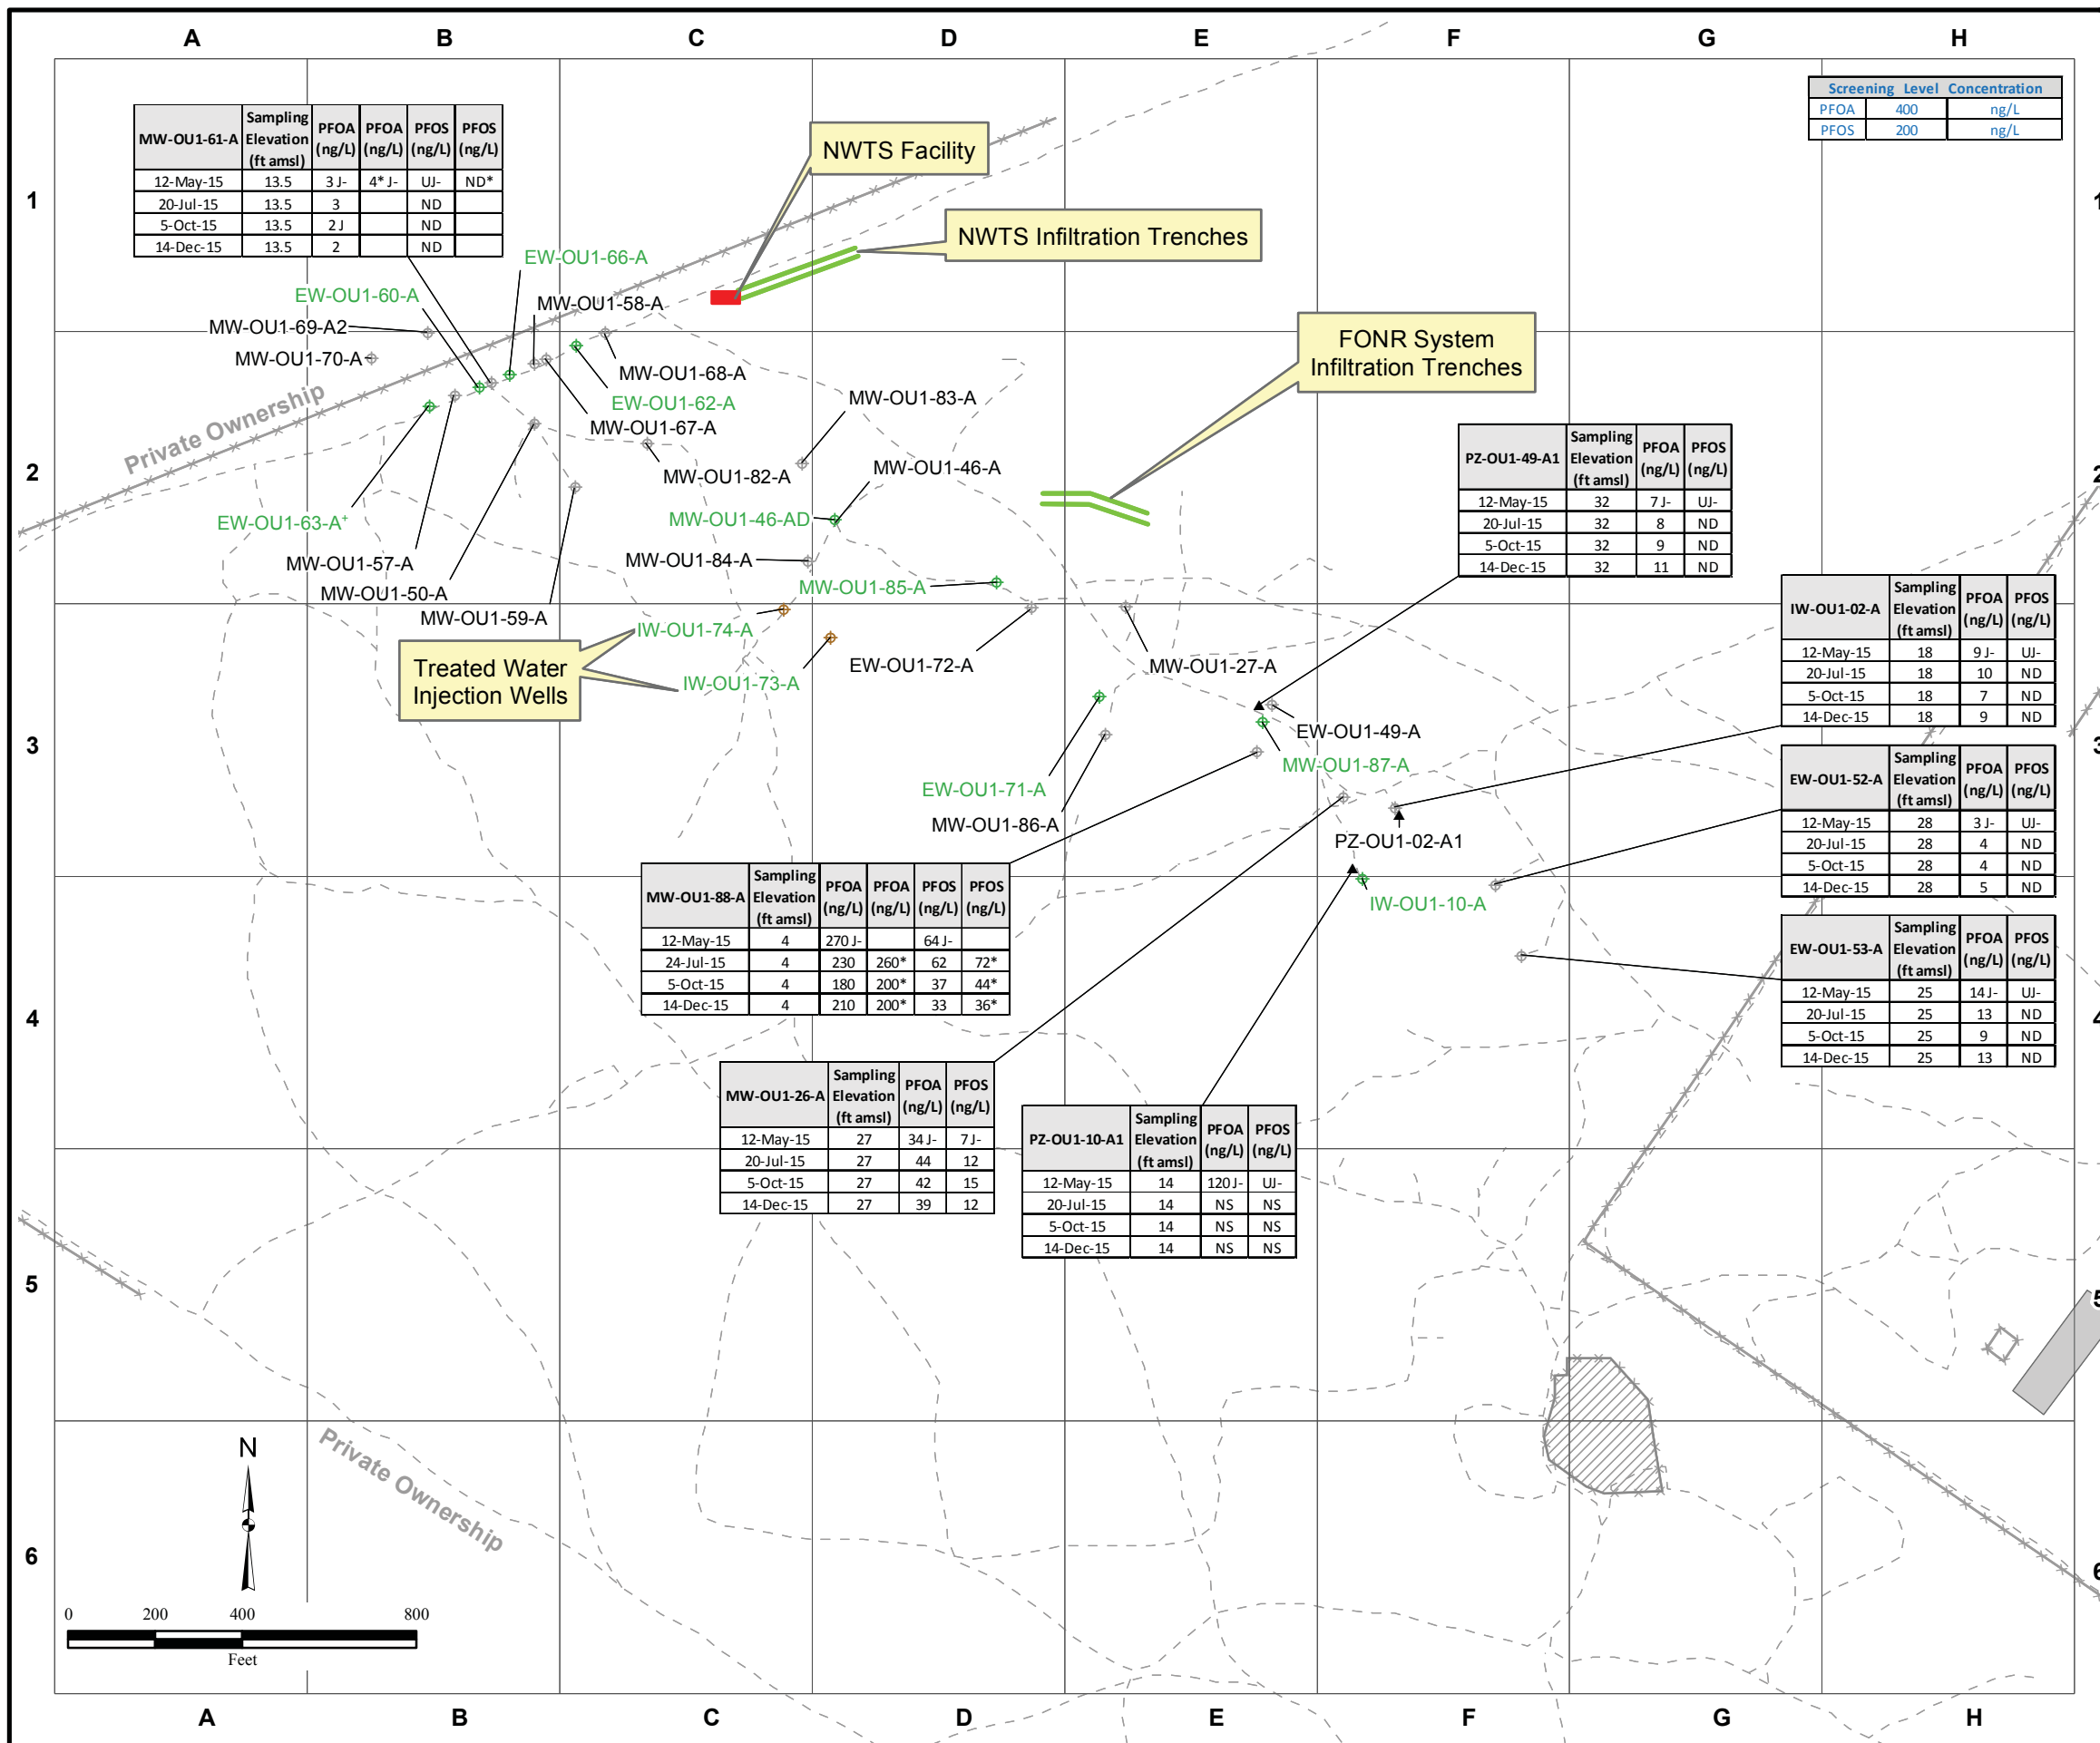 A B C D E F G H
Screening Level Concentration
PFOA 400 ng/L
PFOS 200 ng/L
MW-OU1-61-A Sampling Elevation (ft amsl) PFOA (ng/L) PFOA (ng/L) PFOS (ng/L) PFOS (ng/L)
12-May-15 13.5 3 J- 4* J- UJ- ND*
20-Jul-15 13.5 3 ND
5-Oct-15 13.5 2 J ND
14-Dec-15 13.5 2 ND
NWTS Facility
1 1
NWTS Infiltration Trenches
EW-OU1-66-A
EW-OU1-60-A
MW-OU1-58-A
MW-OU1-69-A2
MW-OU1-70-A
FONR System
Infiltration Trenches
MW-OU1-68-A
EW-OU1-62-A
MW-OU1-67-A
MW-OU1-83-A
Private Ownership
2 2
MW-OU1-82-A
MW-OU1-46-A
MW-OU1-46-AD
EW-OU1-63-A+
MW-OU1-57-A
MW-OU1-84-A
MW-OU1-85-A
MW-OU1-50-A
MW-OU1-59-A
PZ-OU1-49-A1 Sampling Elevation (ft amsl) PFOA (ng/L) PFOS (ng/L)
12-May-15 32 7 J- UJ-
20-Jul-15 32 8 ND
5-Oct-15 32 9 ND
14-Dec-15 32 11 ND
IW-OU1-02-A Sampling Elevation (ft amsl) PFOA (ng/L) PFOS (ng/L)
12-May-15 18 9 J- UJ-
20-Jul-15 18 10 ND
5-Oct-15 18 7 ND
14-Dec-15 18 9 ND
IW-OU1-74-A
Treated Water
Injection Wells
IW-OU1-73-A
EW-OU1-72-A
MW-OU1-27-A
3 3
EW-OU1-49-A
MW-OU1-87-A
EW-OU1-71-A
MW-OU1-86-A
PZ-OU1-02-A1
EW-OU1-52-A Sampling Elevation (ft amsl) PFOA (ng/L) PFOS (ng/L)
12-May-15 28 3 J- UJ-
20-Jul-15 28 4 ND
5-Oct-15 28 4 ND
14-Dec-15 28 5 ND
IW-OU1-10-A
MW-OU1-88-A Sampling Elevation (ft amsl) PFOA (ng/L) PFOA (ng/L) PFOS (ng/L) PFOS (ng/L)
12-May-15 4 270 J- 64 J-
24-Jul-15 4 230 260* 62 72*
5-Oct-15 4 180 200* 37 44*
14-Dec-15 4 210 200* 33 36*
EW-OU1-53-A Sampling Elevation (ft amsl) PFOA (ng/L) PFOS (ng/L)
12-May-15 25 14 J- UJ-
20-Jul-15 25 13 ND
5-Oct-15 25 9 ND
14-Dec-15 25 13 ND
4 4
MW-OU1-26-A Sampling Elevation (ft amsl) PFOA (ng/L) PFOS (ng/L)
12-May-15 27 34 J- 7 J-
20-Jul-15 27 44 12
5-Oct-15 27 42 15
14-Dec-15 27 39 12
PZ-OU1-10-A1 Sampling Elevation (ft amsl) PFOA (ng/L) PFOS (ng/L)
12-May-15 14 120 J- UJ-
20-Jul-15 14 NS NS
5-Oct-15 14 NS NS
14-Dec-15 14 NS NS
5 5
N
Private Ownership
6 6
0 200 400 800
Feet
A B C D E F G H